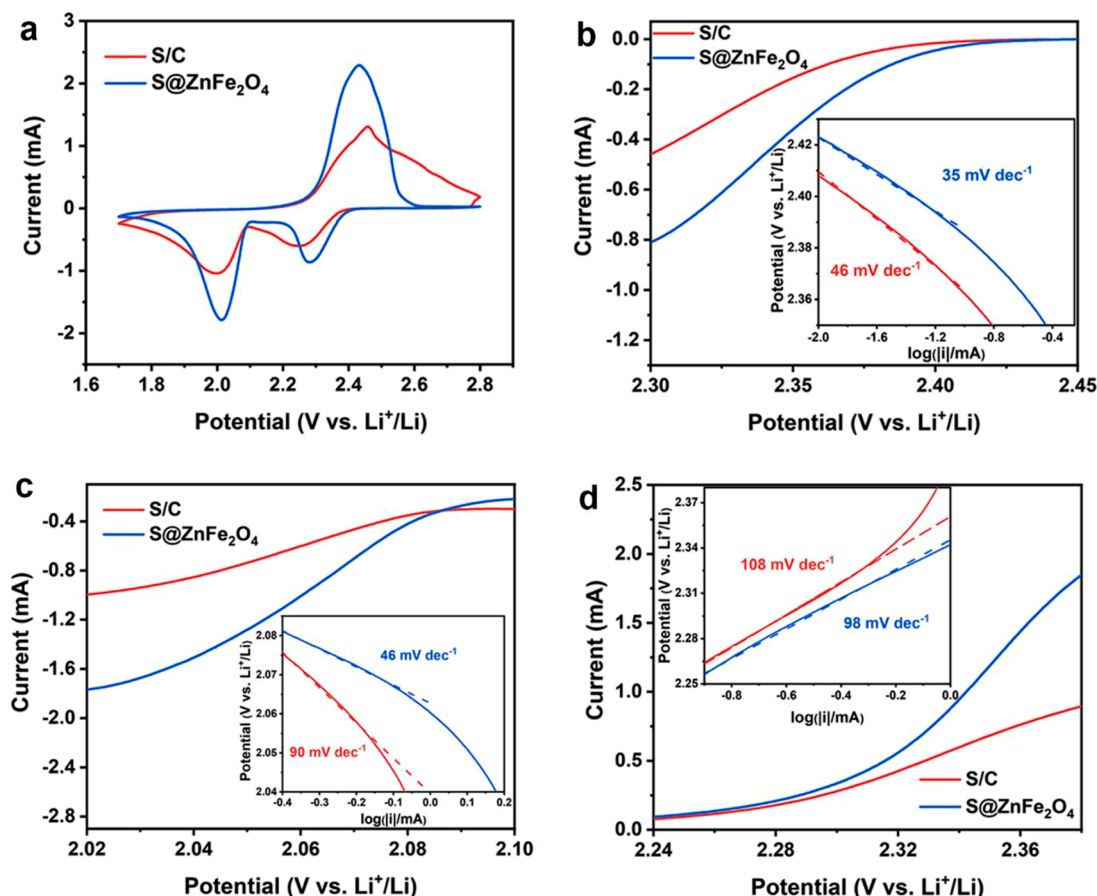 a
S/C
S@ZnFe₂O₄
Current (mA)
3
2
1
0
-1
-2
1.6
1.8
2.0
2.2
2.4
2.6
2.8
Potential (V vs. Li⁺/Li)
b
S/C
S@ZnFe₂O₄
Current (mA)
0.0
-0.2
-0.4
-0.6
-0.8
-1.0
-1.2
2.30
2.35
2.40
2.45
Potential (V vs. Li⁺/Li)
Potential (V vs. Li⁺/Li)
2.42
2.40
2.38
2.36
35 mV dec⁻¹
46 mV dec⁻¹
-2.0
-1.6
-1.2
-0.8
-0.4
log(|i|/mA)
c
S/C
S@ZnFe₂O₄
Current (mA)
-0.4
-0.8
-1.2
-1.6
-2.0
-2.4
-2.8
2.02
2.04
2.06
2.08
2.10
Potential (V vs. Li⁺/Li)
Potential (V vs. Li⁺/Li)
2.08
2.07
2.06
2.05
2.04
46 mV dec⁻¹
90 mV dec⁻¹
-0.4
-0.3
-0.2
-0.1
0.0
0.1
0.2
log(|i|/mA)
d
Current (mA)
2.5
2.0
1.5
1.0
0.5
0.0
2.24
2.28
2.32
2.36
Potential (V vs. Li⁺/Li)
S/C
S@ZnFe₂O₄
Potential (V vs. Li⁺/Li)
2.37
2.34
2.31
2.28
2.25
108 mV dec⁻¹
98 mV dec⁻¹
-0.8
-0.6
-0.4
-0.2
0.0
log(|i|/mA)